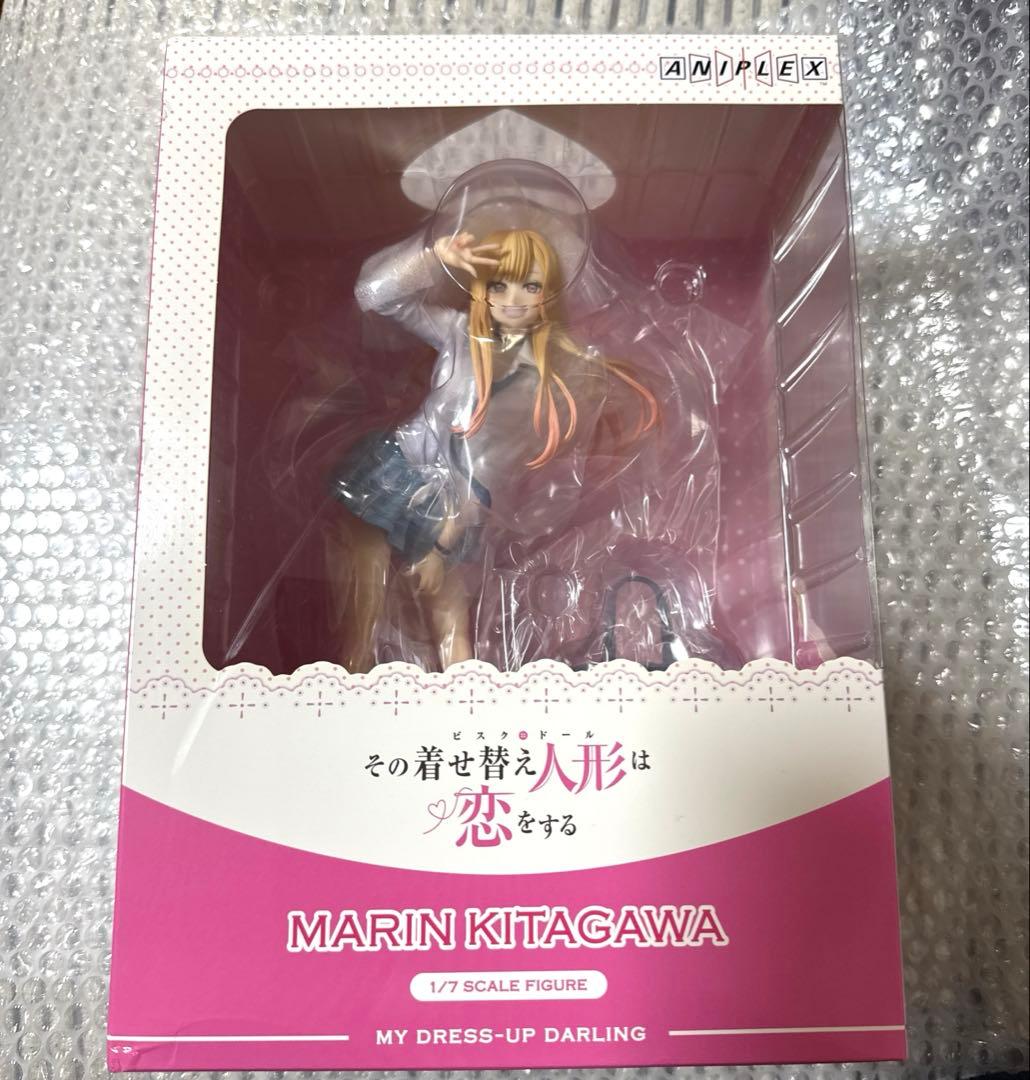 ANIPLEX
ビスク・ドール
その着せ替え人形は
恋をする
MARIN KITAGAWA
1/7 SCALE FIGURE
MY DRESS-UP DARLING